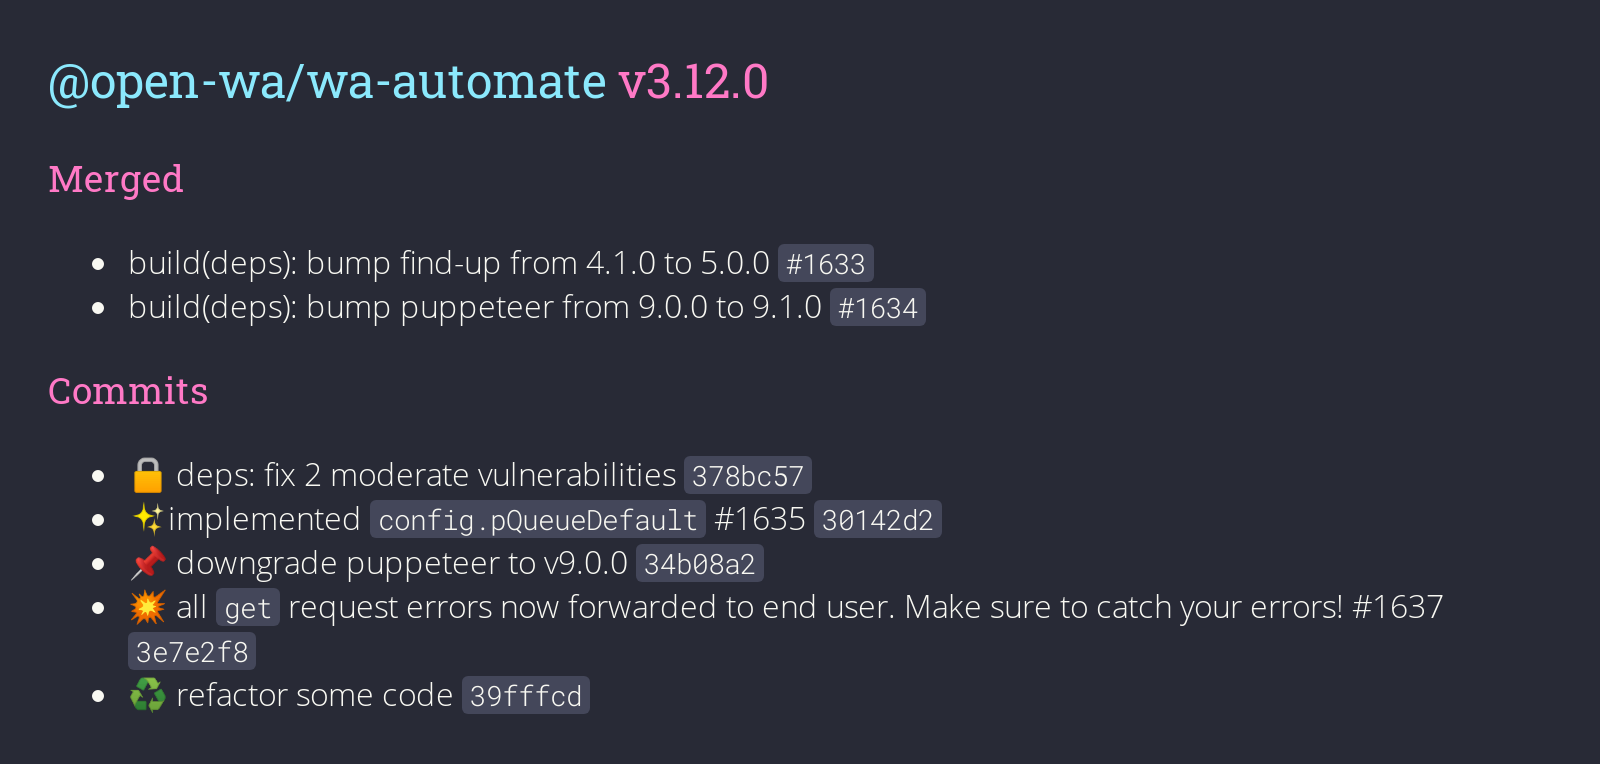 @open-wa/wa-automate v3.12.0
Merged
build(deps): bump find-up from 4.1.0 to 5.0.0 #1633
build(deps): bump puppeteer from 9.0.0 to 9.1.0 #1634
Commits
🔒 deps: fix 2 moderate vulnerabilities 378bc57
✨implemented config.pQueueDefault #1635 30142d2
📌 downgrade puppeteer to v9.0.0 34b08a2
💥 all get request errors now forwarded to end user. Make sure to catch your errors! #1637
3e7e2f8
♻️ refactor some code 39fffcd